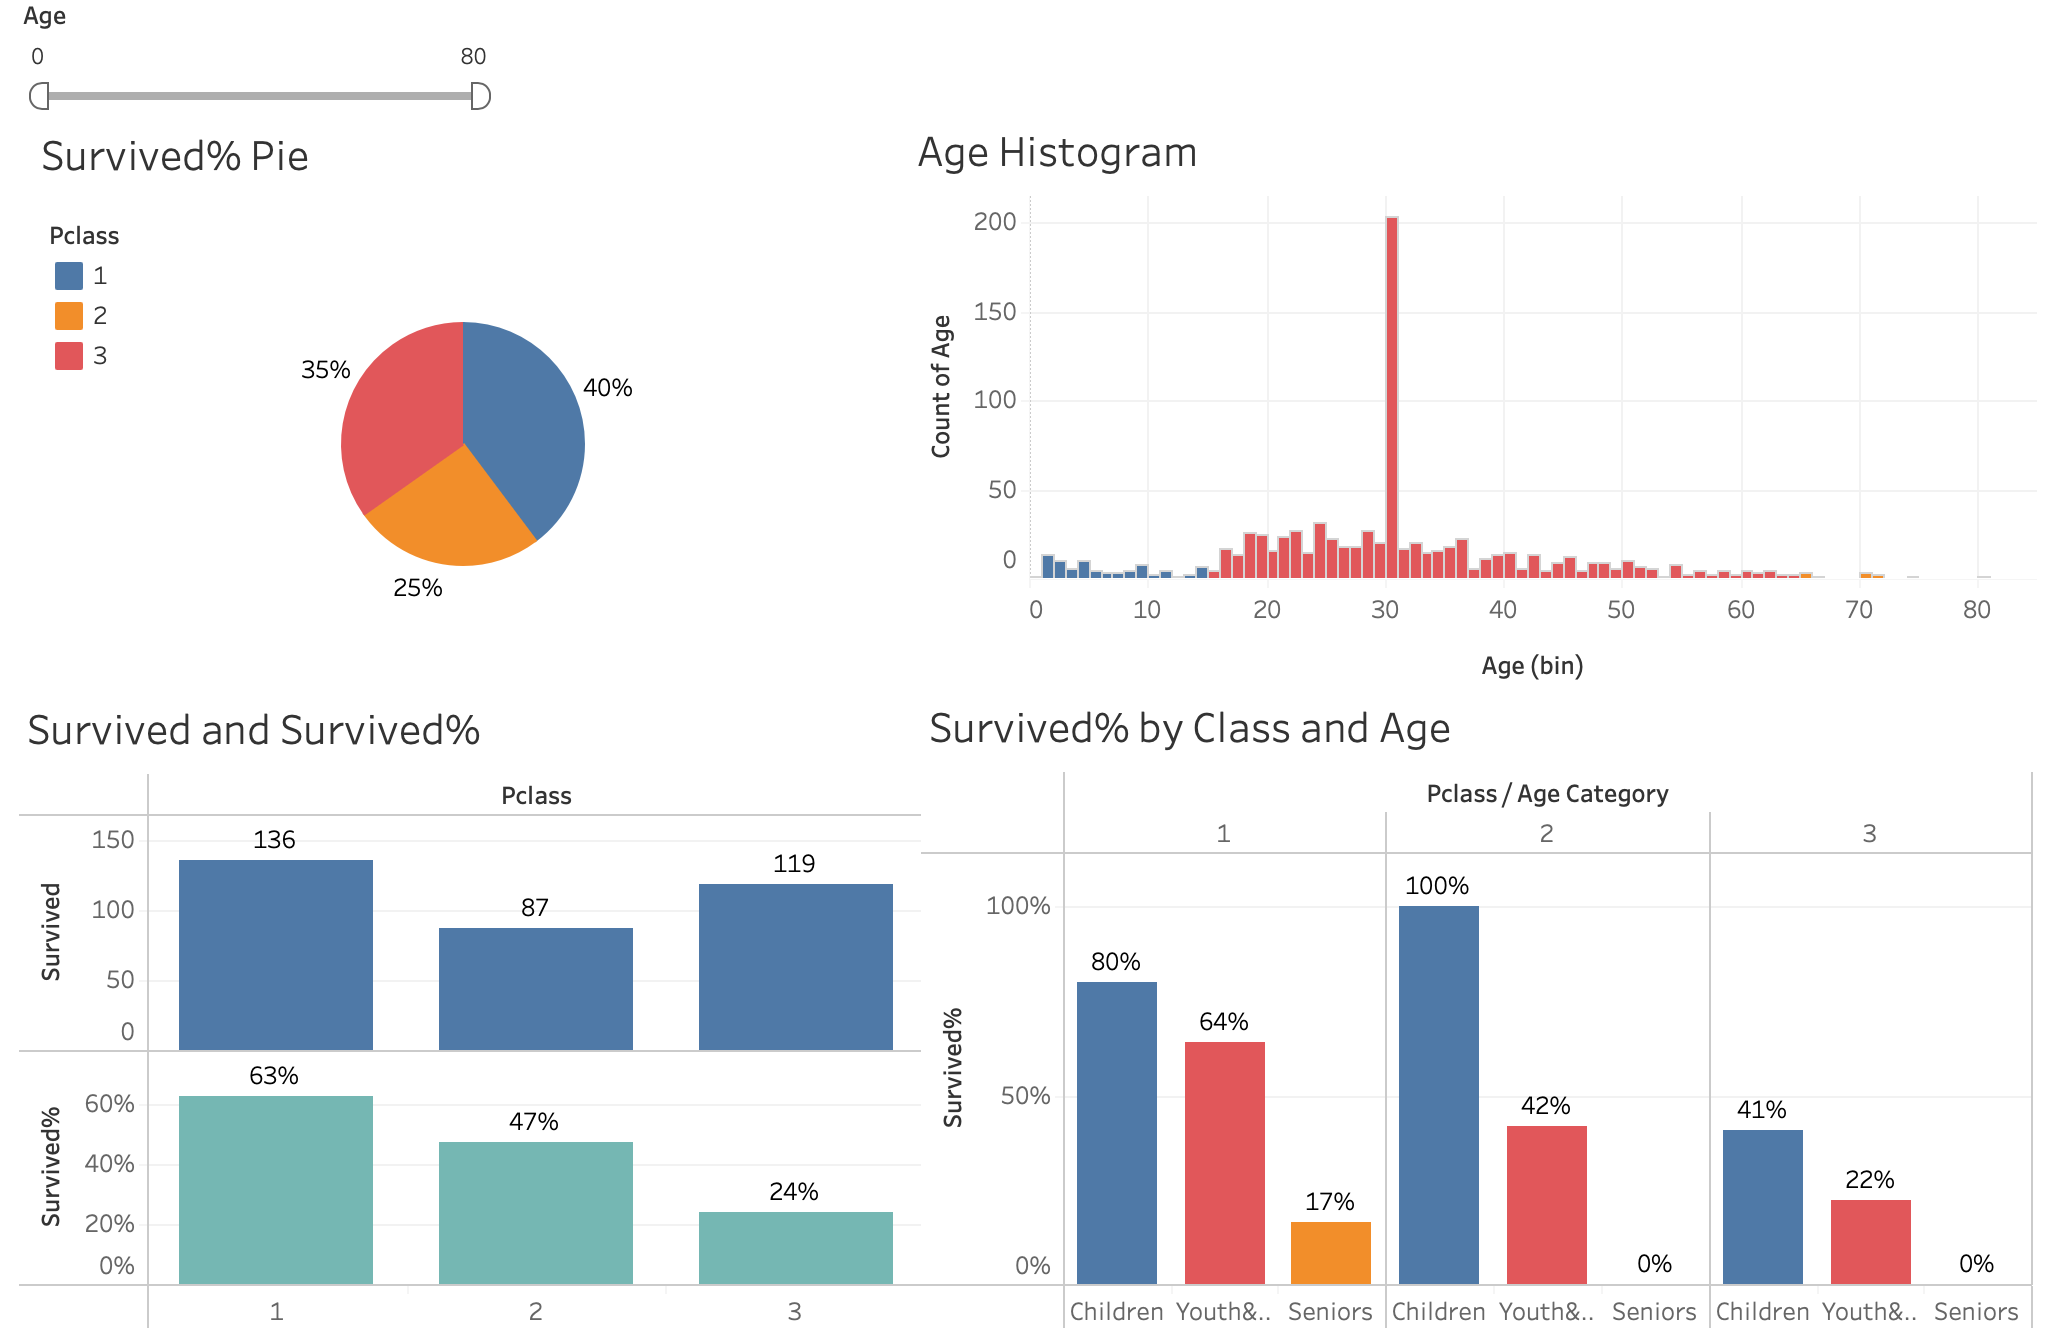 Age
0 80
Survived% Pie
Pclass
1
2
3
35%
40%
25%
Age Histogram
Count of Age
200
150
100
50
0
0 10 20 30 40 50 60 70 80
Age (bin)
Survived and Survived%
Pclass
Survived
150
100
50
0
136 87 119
Survived%
60%
40%
20%
0%
63% 47% 24%
1 2 3
Survived% by Class and Age
Pclass / Age Category
1 2 3
Survived%
100%
50%
0%
80% 64% 17% 100% 42% 0% 41% 22% 0%
Children Youth&.. Seniors Children Youth&.. Seniors Children Youth&.. Seniors